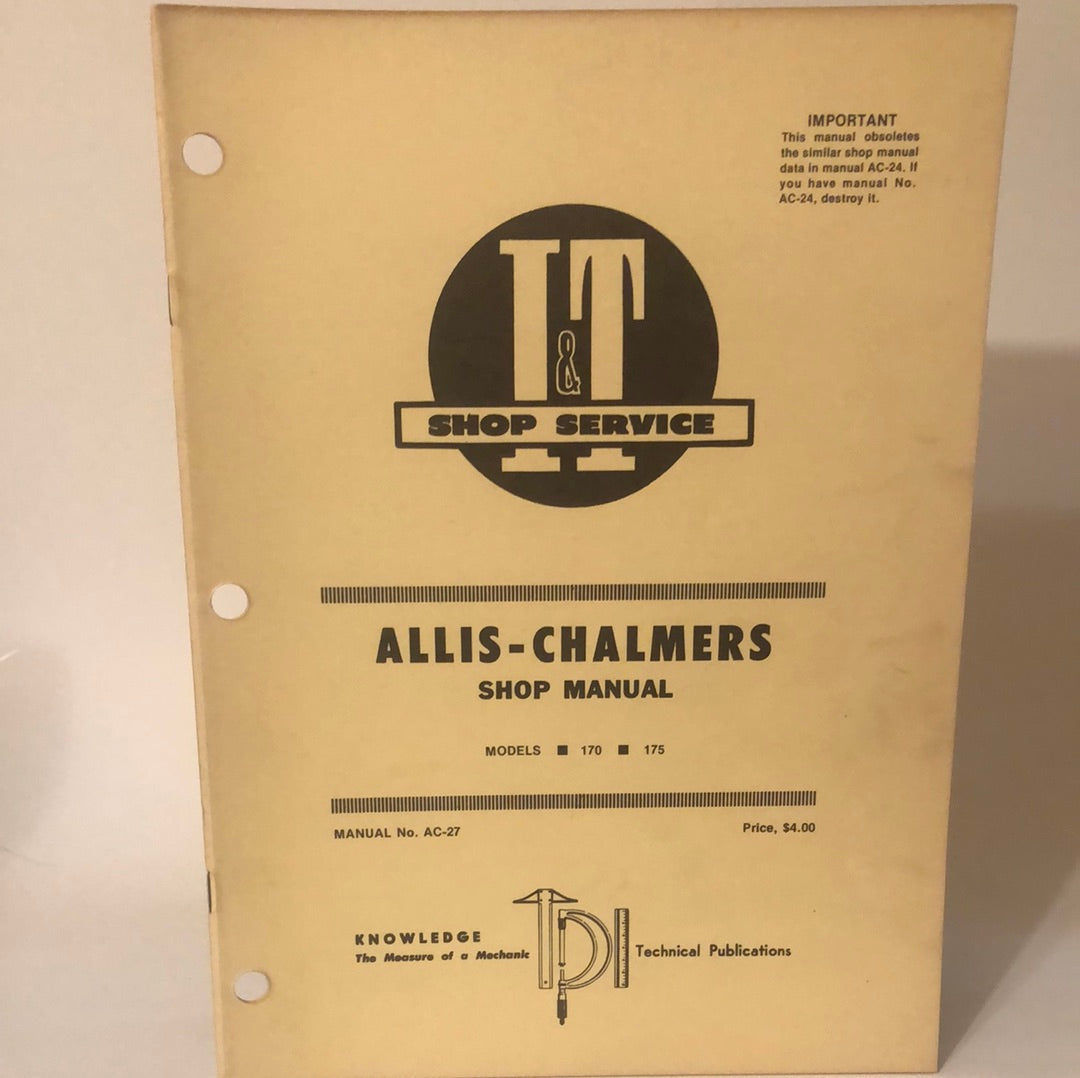 IMPORTANT
This manual obsoletes
the similar shop manual
data in manual AC-24. If
you have manual No.
AC-24, destroy it.
I&T
SHOP SERVICE
ALLIS-CHALMERS
SHOP MANUAL
MODELS ■ 170 ■ 175
MANUAL No. AC-27
Price, $4.00
KNOWLEDGE
The Measure of a Mechanic
TPI
Technical Publications